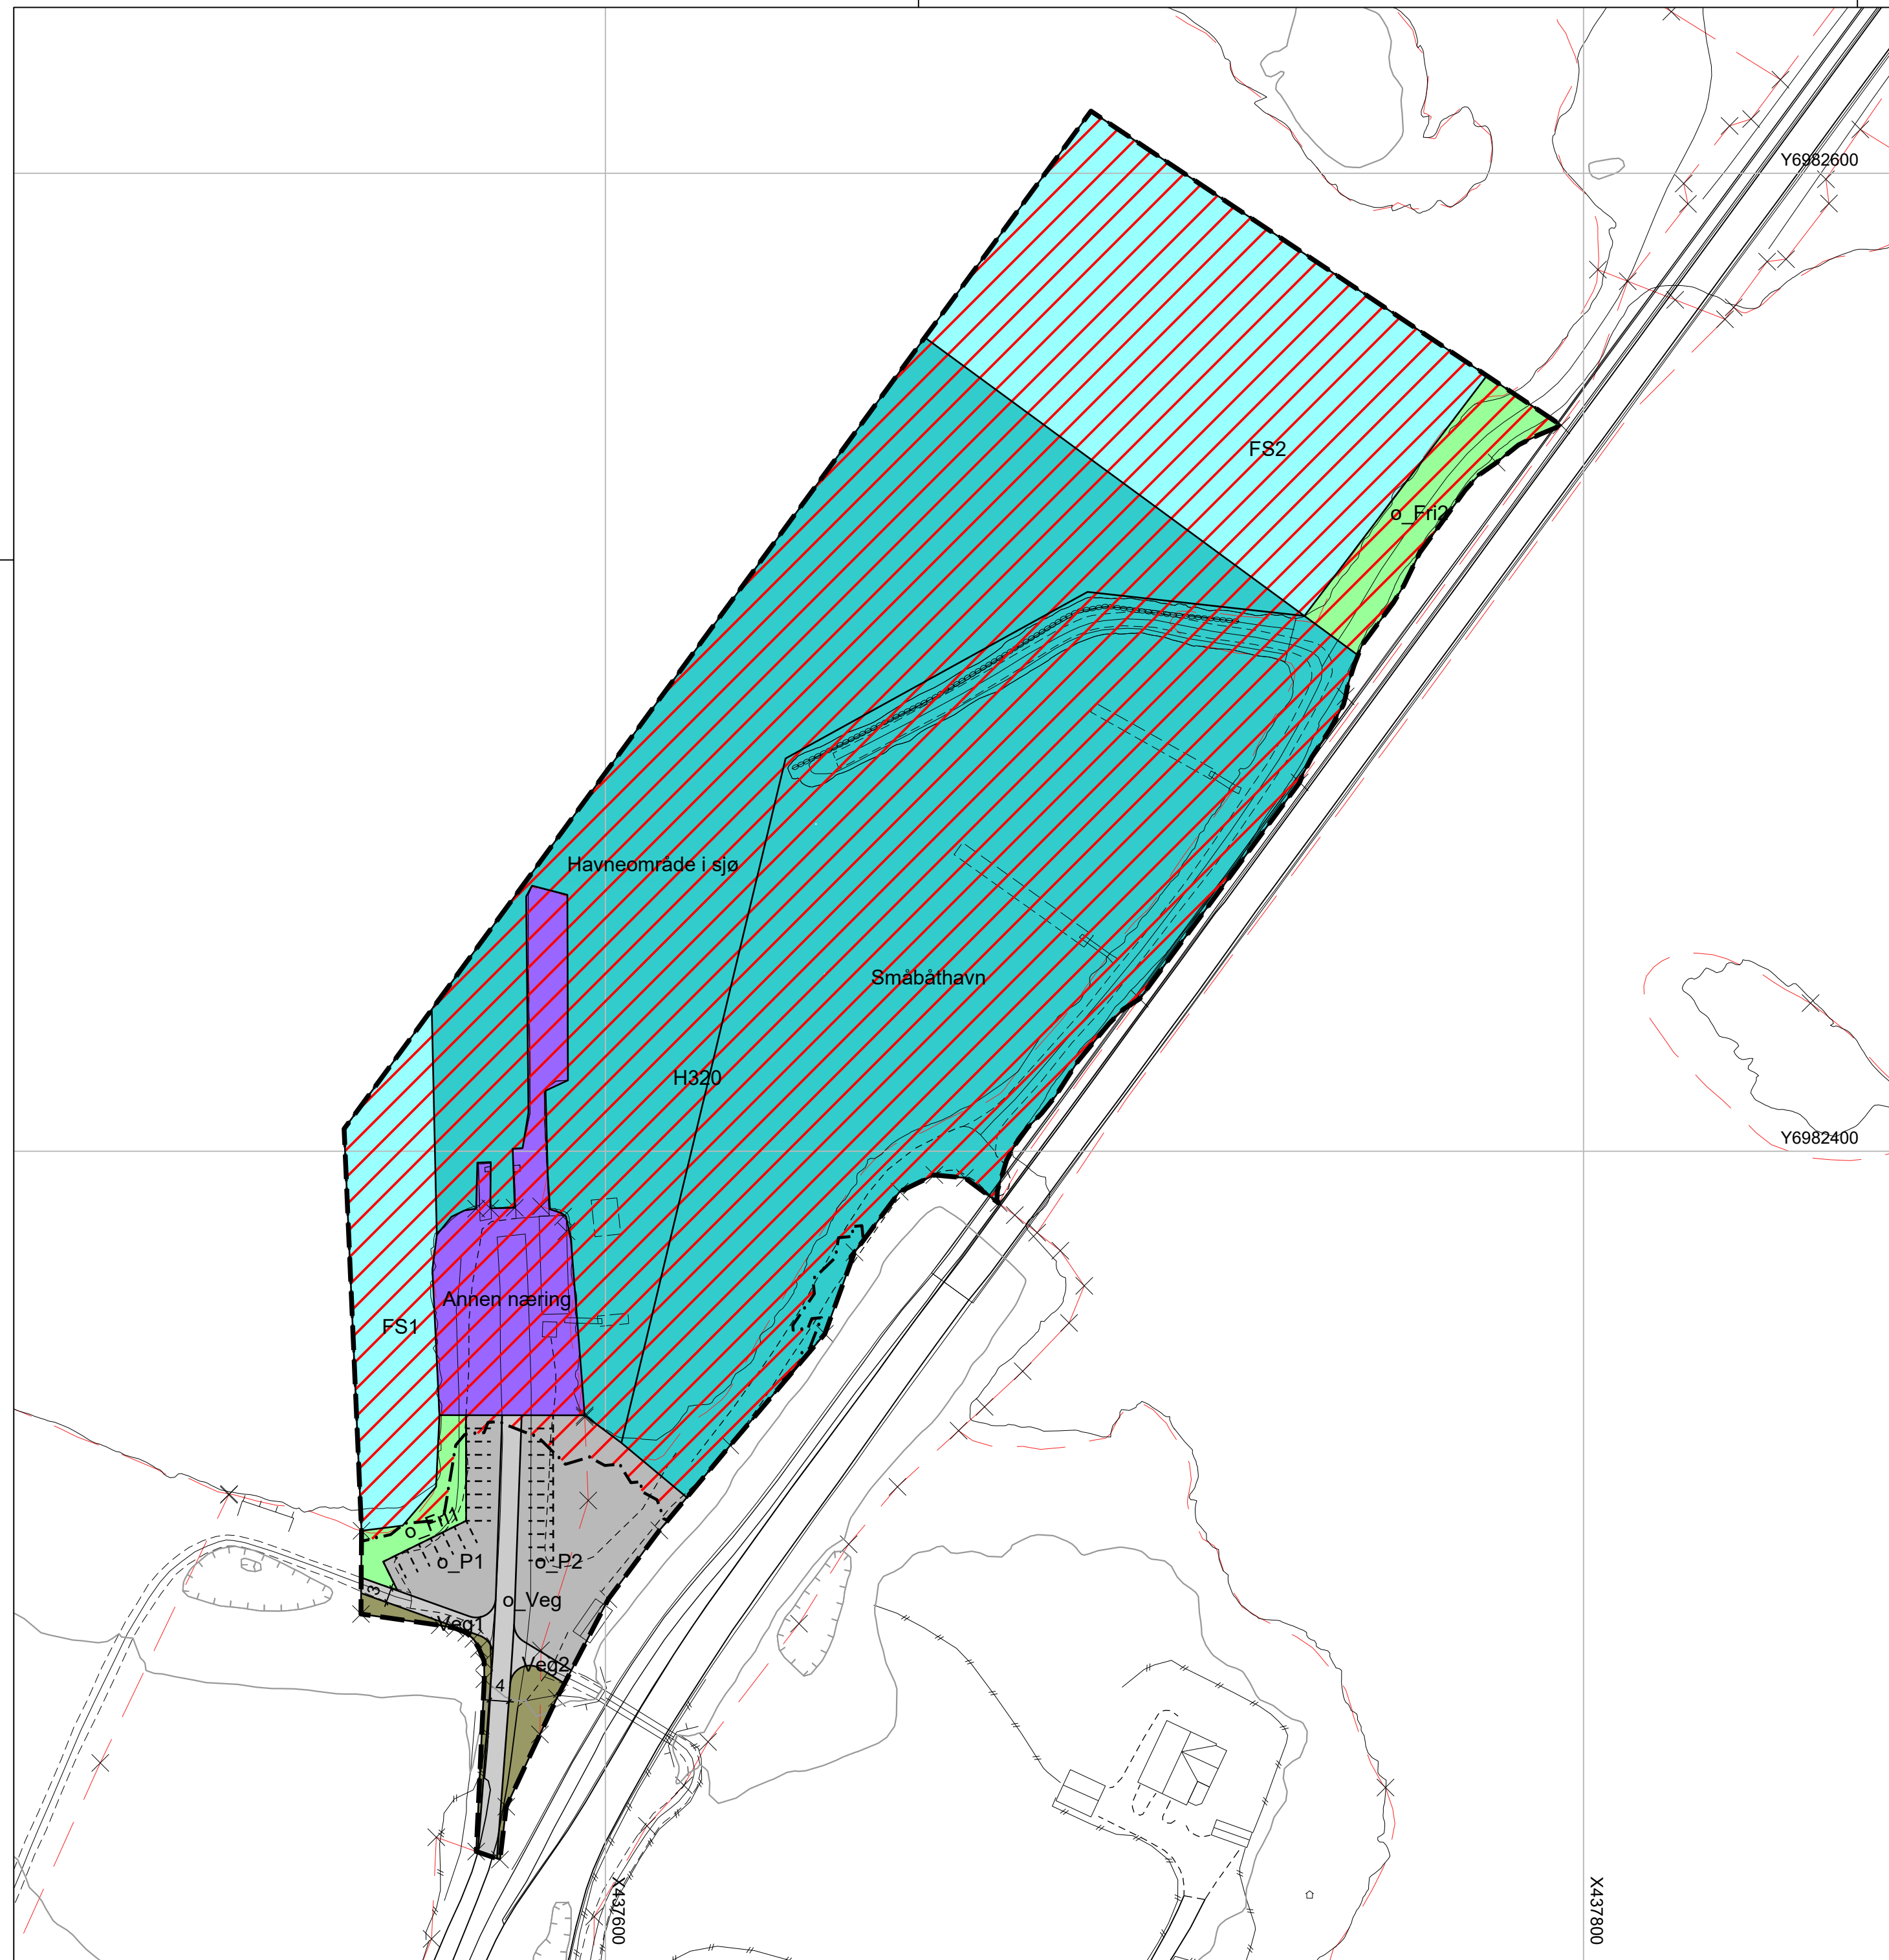 Y6982600
FS2
o_Fri2
Havneområde i sjø
Småbåthavn
H320
Y6982400
Annen næring
FS1
o_Fri1
o_P1
o_P2
3
o_Veg
Veg1
Veg2
4
X437600
X437800